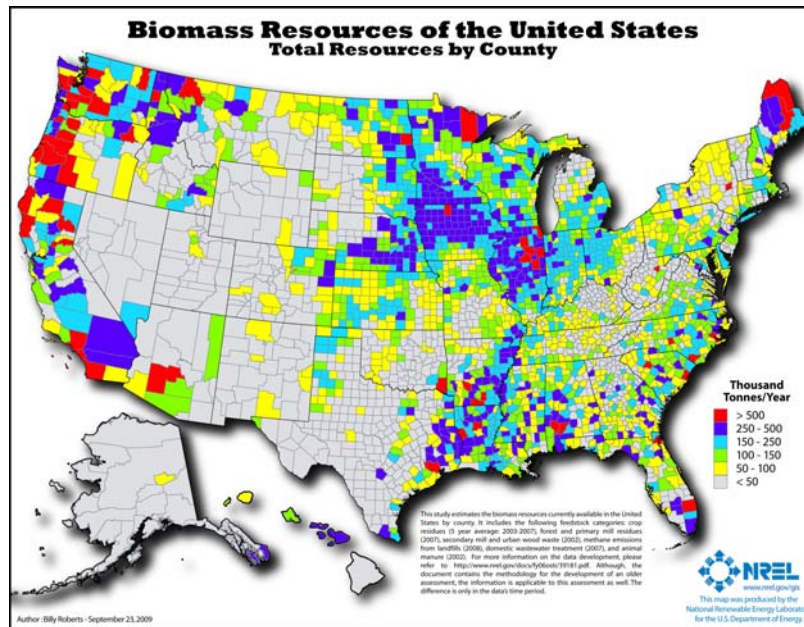 Biomass Resources of the United States
Total Resources by County
Thousand
Tonnes/Year
> 500
250 - 500
150 - 250
100 - 150
50 - 100
< 50
This study estimates the biomass resources currently available in the United
States by county. It includes the following feedstock categories: crop
residues (5 year average: 2003-2007), forest and primary mill residues
(2007), secondary mill and urban wood waste (2002), methane emissions
from landfills (2008), domestic wastewater treatment (2007), and animal
manure (2002). For more information on the data development, please
refer to http://www.nrel.gov/docs/fy06osti/39181.pdf. Although, the
document contains the methodology for the development of an older
assessment, the information is applicable to this assessment as well. The
difference is only in the data's time period.
NREL
www.nrel.gov/gis
This map was produced by the
National Renewable Energy Laboratory
for the U.S. Department of Energy.
Author : Billy Roberts - September 23, 2009